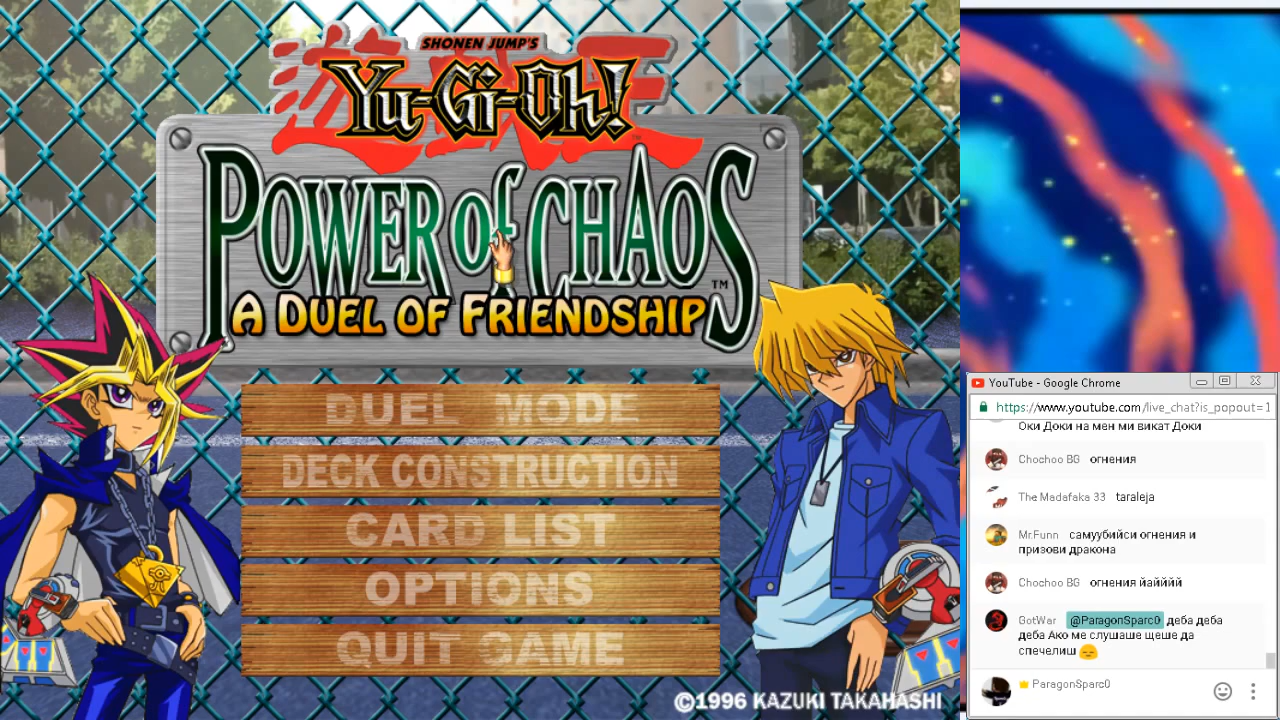 SHONEN JUMP'S
Yu-Gi-Oh!
POWER of CHAOS™
A DUEL OF FRIENDSHIP
DUEL MODE
DECK CONSTRUCTION
CARD LIST
OPTIONS
QUIT GAME
©1996 KAZUKI TAKAHASHI
YouTube - Google Chrome
https://www.youtube.com/live_chat?is_popout=1
Оки Доки на мен ми викат Доки
Chochoo BG огнения
The Madafaka 33 taraleja
Mr.Funn самуубийси огнения и
призови дракона
Chochoo BG огнения йаййй
GotWar @ParagonSparc0 деба деба
деба Ако ме слушаше щеше да
спечелиш 😑
ParagonSparc0